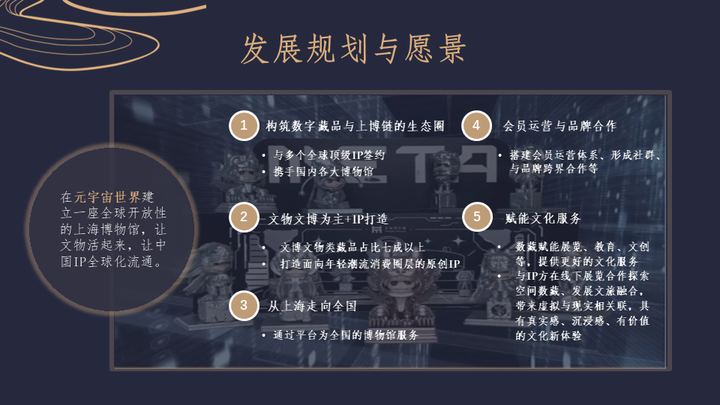 发展规划与愿景
在元宇宙世界建
立一座全球开放性
的上海博物馆，让
文物活起来，让中
国IP全球化流通。
1
构筑数字藏品与上博链的生态圈
• 与多个全球顶级IP签约
• 携手国内各大博物馆
2
文物文博为主+IP打造
• 文博文物类藏品占比七成以上
• 打造面向年轻潮流消费圈层的原创IP
3
从上海走向全国
• 通过平台为全国的博物馆服务
4
会员运营与品牌合作
• 搭建会员运营体系、形成社群、
与品牌跨界合作等
5
赋能文化服务
• 数藏赋能展览、教育、文创
等，提供更好的文化服务
• 与IP方在线下展览合作探索
空间数藏、发展文旅融合，
带来虚拟与现实相关联，具
有真实感、沉浸感、有价值
的文化新体验
META